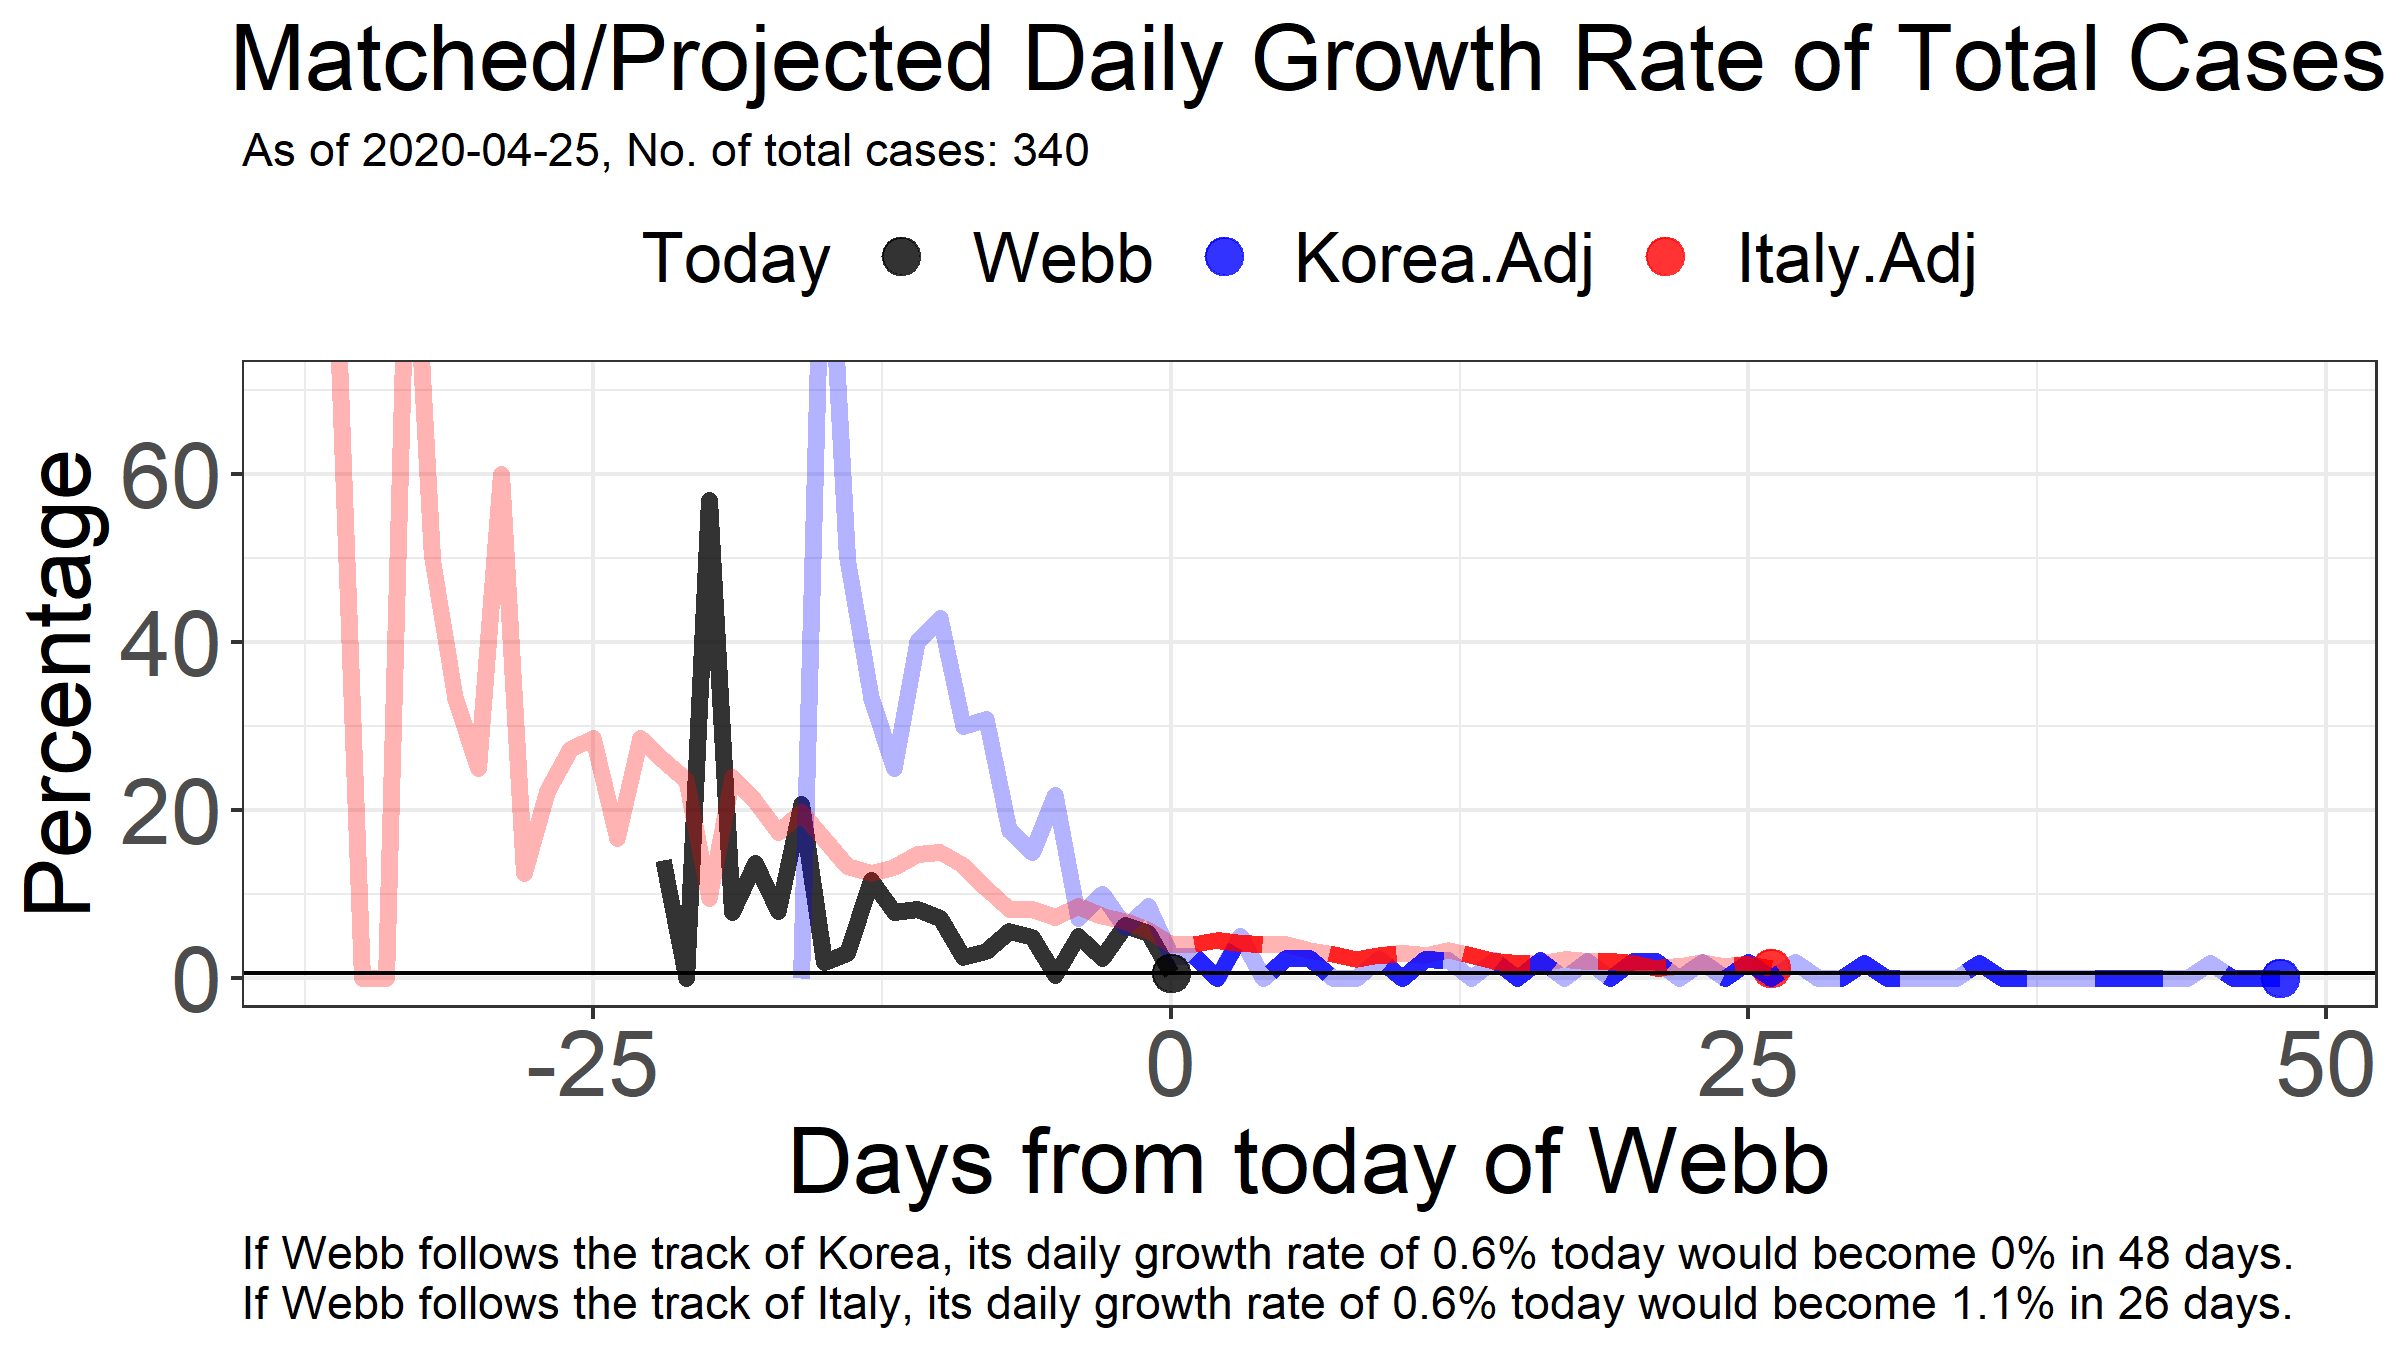 Matched/Projected Daily Growth Rate of Total Cases
As of 2020-04-25, No. of total cases: 340
Today Webb Korea.Adj Italy.Adj
Percentage
60
40
20
0
-25 0 25 50
Days from today of Webb
If Webb follows the track of Korea, its daily growth rate of 0.6% today would become 0% in 48 days.
If Webb follows the track of Italy, its daily growth rate of 0.6% today would become 1.1% in 26 days.